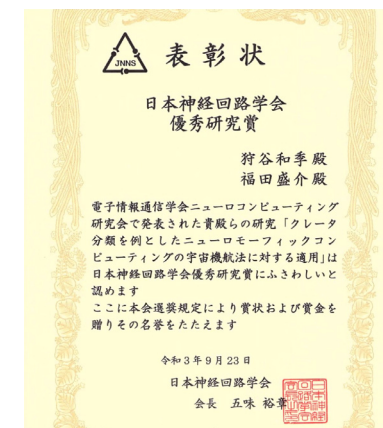 JNNS
表彰状
日本神経回路学会
優秀研究賞
狩谷和季殿
福田盛介殿
電子情報通信学会ニューロコンピューティング
研究会で発表された貴殿らの研究「クレータ
分類を例としたニューロモーフィックコン
ピューティングの宇宙機航法に対する適用」は
日本神経回路学会優秀研究賞にふさわしいと
認めます
ここに本会選奨規定により賞状および賞金を
贈りその名誉をたたえます
令和3年9月23日
日本神経回路学会
会長 五味 裕章